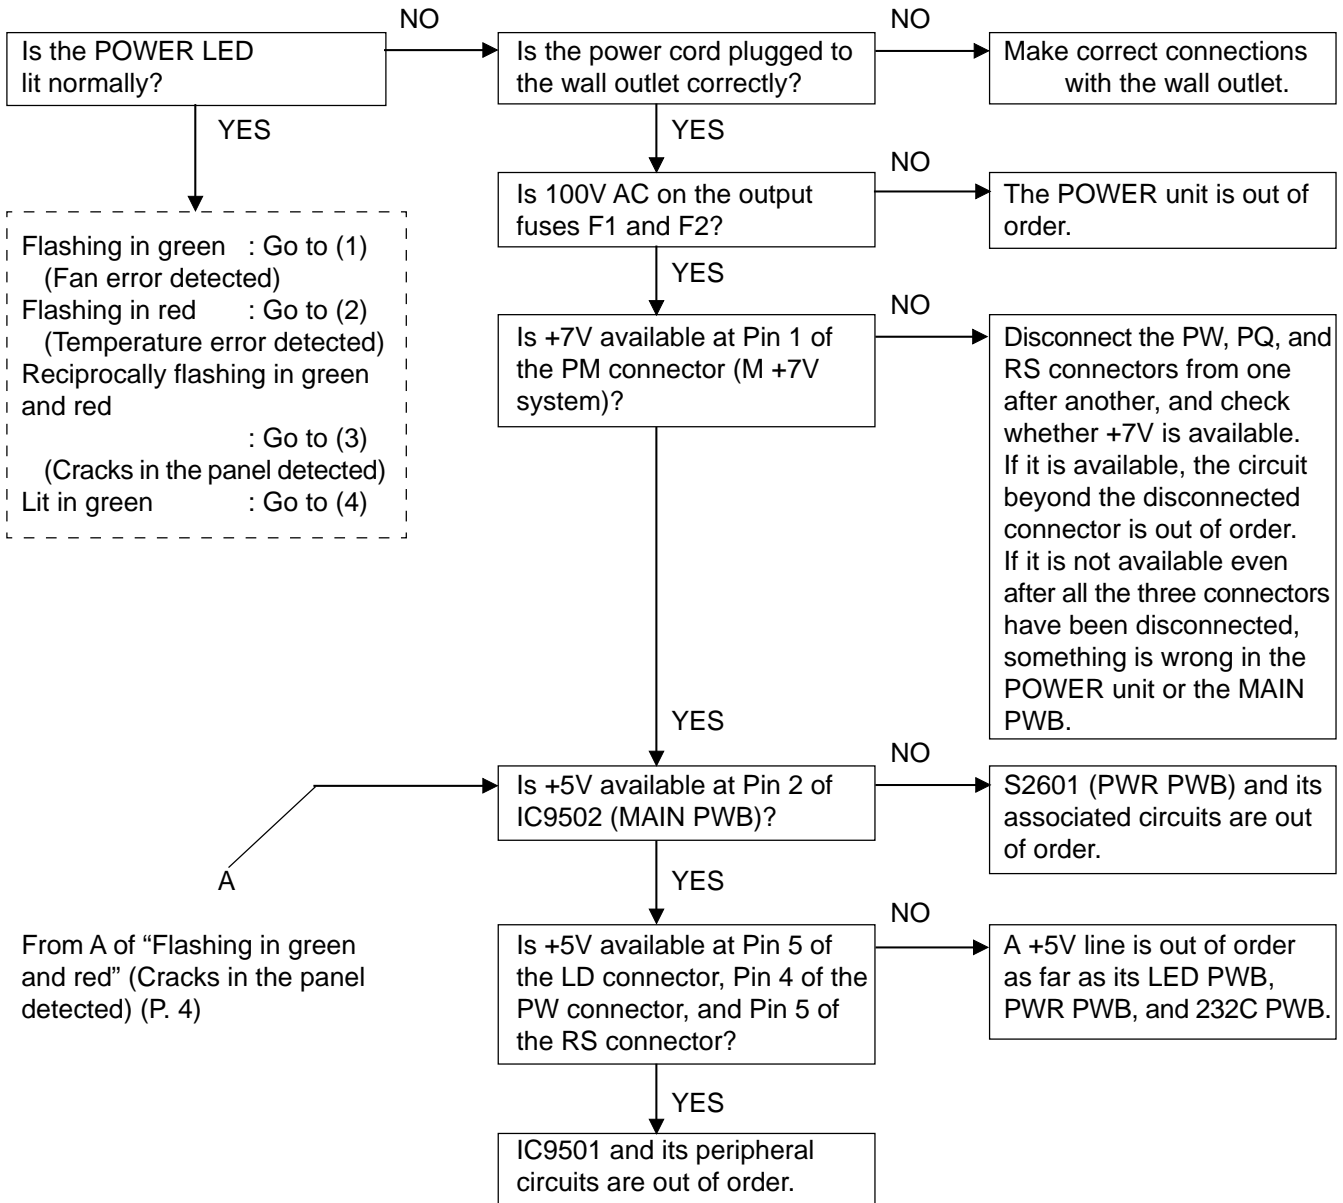 NO
Is the POWER LED
lit normally?
Is the power cord plugged to
the wall outlet correctly?
NO
Make correct connections
with the wall outlet.
YES
YES
Is 100V AC on the output
fuses F1 and F2?
NO
The POWER unit is out of
order.
Flashing in green : Go to (1)
(Fan error detected)
Flashing in red : Go to (2)
(Temperature error detected)
Reciprocally flashing in green
and red
: Go to (3)
(Cracks in the panel detected)
Lit in green : Go to (4)
YES
Is +7V available at Pin 1 of
the PM connector (M +7V
system)?
NO
Disconnect the PW, PQ, and
RS connectors from one
after another, and check
whether +7V is available.
If it is available, the circuit
beyond the disconnected
connector is out of order.
If it is not available even
after all the three connectors
have been disconnected,
something is wrong in the
POWER unit or the MAIN
PWB.
YES
Is +5V available at Pin 2 of
IC9502 (MAIN PWB)?
NO
S2601 (PWR PWB) and its
associated circuits are out
of order.
A
From A of “Flashing in green
and red” (Cracks in the panel
detected) (P. 4)
YES
Is +5V available at Pin 5 of
the LD connector, Pin 4 of the
PW connector, and Pin 5 of
the RS connector?
NO
A +5V line is out of order
as far as its LED PWB,
PWR PWB, and 232C PWB.
YES
IC9501 and its peripheral
circuits are out of order.